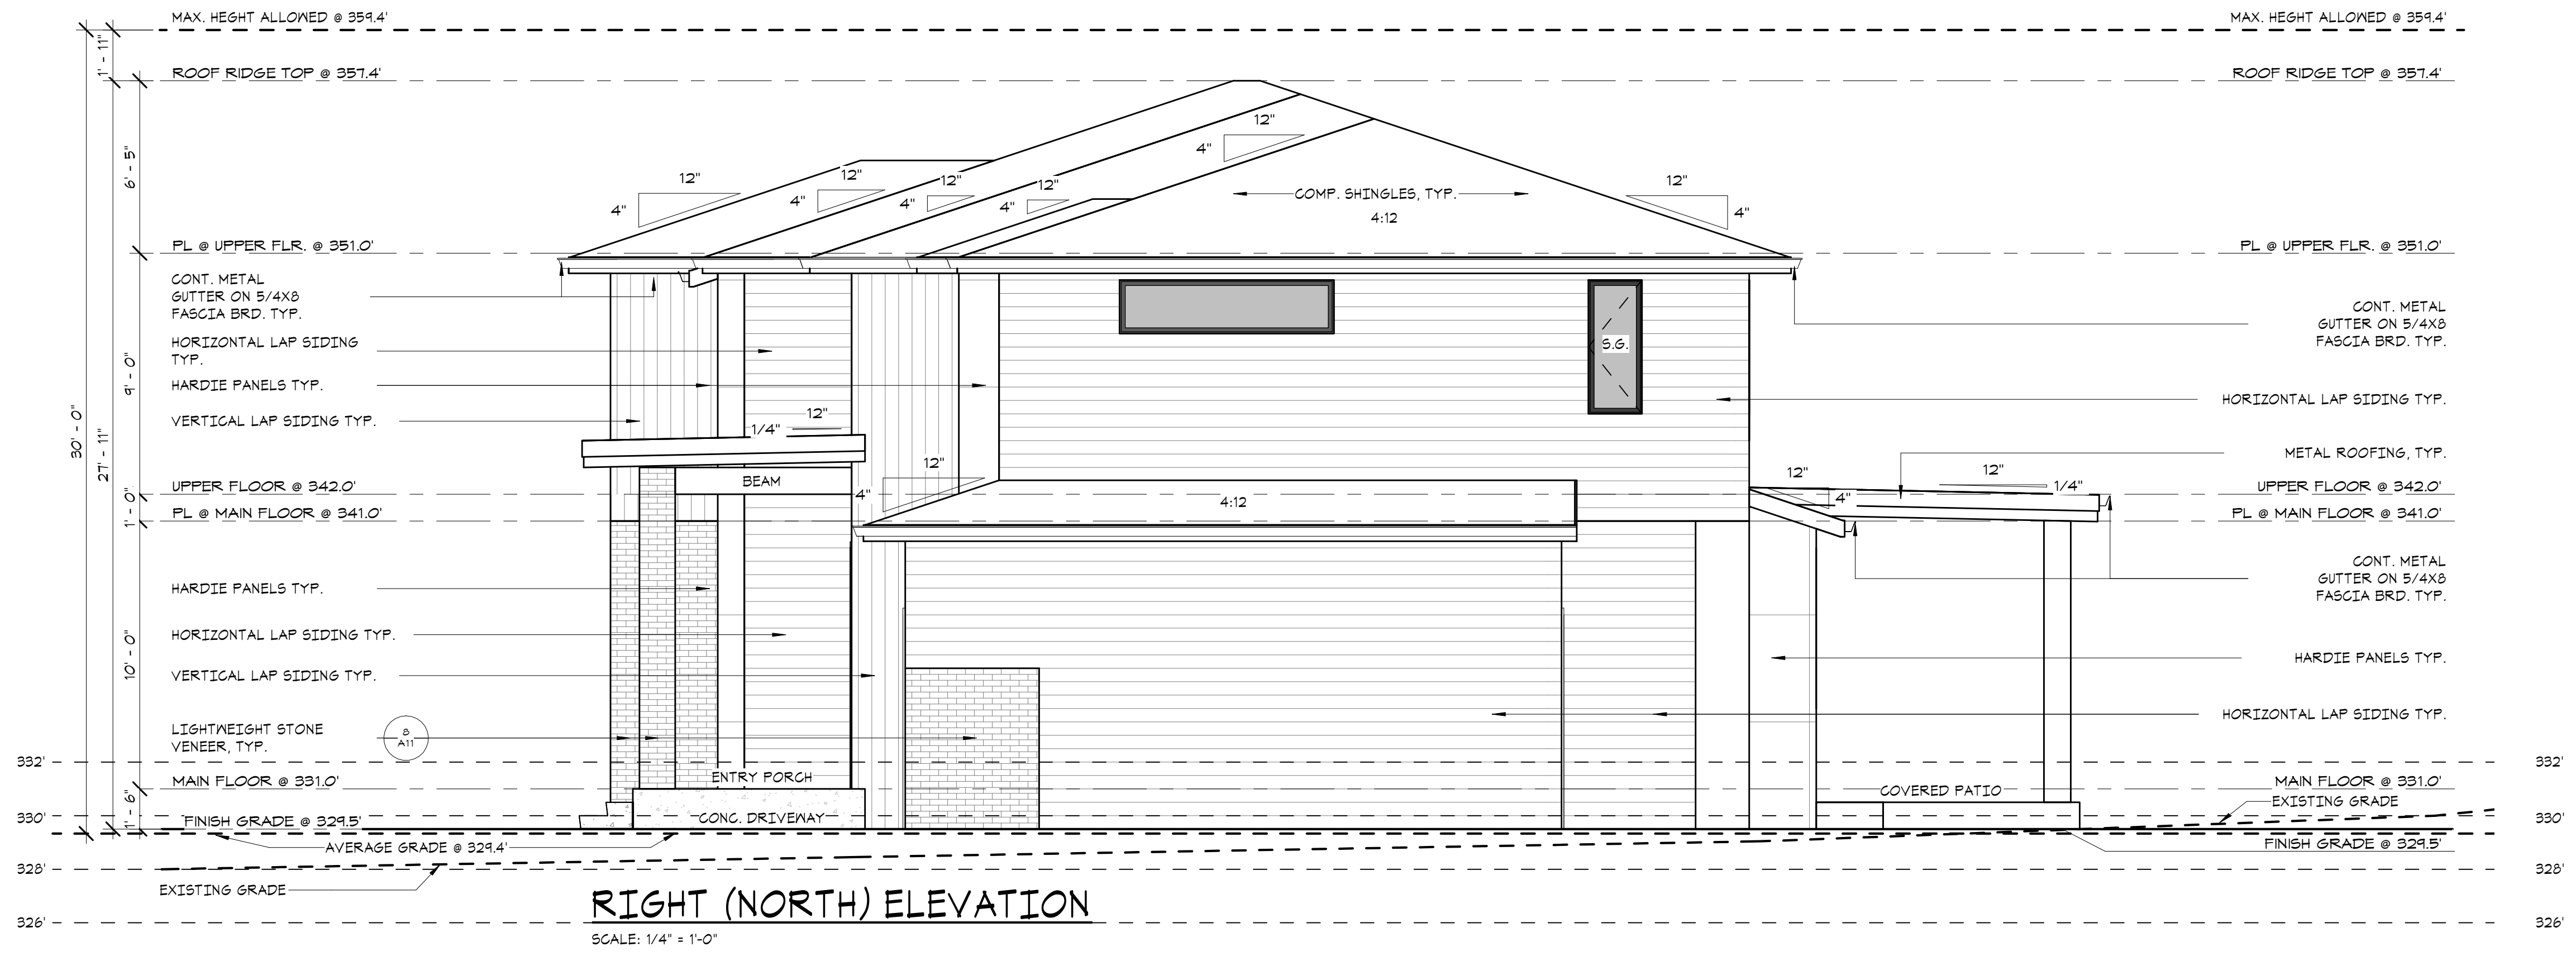 MAX. HEGHT ALLOWED @ 359.4'
MAX. HEGHT ALLOWED @ 359.4'
1' - 11"
ROOF RIDGE TOP @ 357.4'
ROOF RIDGE TOP @ 357.4'
12"
4"
6' - 5"
12"
4"
12"
4"
12"
4"
12"
4"
COMP. SHINGLES, TYP.
4:12
12"
4"
PL @ UPPER FLR. @ 351.0'
PL @ UPPER FLR. @ 351.0'
CONT. METAL
GUTTER ON 5/4X8
FASCIA BRD. TYP.
CONT. METAL
GUTTER ON 5/4X8
FASCIA BRD. TYP.
HORIZONTAL LAP SIDING
TYP.
S.G.
9' - 0"
HARDIE PANELS TYP.
HORIZONTAL LAP SIDING TYP.
VERTICAL LAP SIDING TYP.
12"
1/4"
30' - 0"
27' - 11"
METAL ROOFING, TYP.
12"
4"
12"
4"
12"
1/4"
BEAM
4:12
UPPER FLOOR @ 342.0'
UPPER FLOOR @ 342.0'
1' - 0"
PL @ MAIN FLOOR @ 341.0'
PL @ MAIN FLOOR @ 341.0'
CONT. METAL
GUTTER ON 5/4X8
FASCIA BRD. TYP.
HARDIE PANELS TYP.
HORIZONTAL LAP SIDING TYP.
10' - 0"
HARDIE PANELS TYP.
VERTICAL LAP SIDING TYP.
HORIZONTAL LAP SIDING TYP.
LIGHTWEIGHT STONE
VENEER, TYP.
8
A11
332'
332'
MAIN FLOOR @ 331.0'
ENTRY PORCH
MAIN FLOOR @ 331.0'
COVERED PATIO
EXISTING GRADE
1' - 6"
330'
FINISH GRADE @ 329.5'
CONC. DRIVEWAY
330'
AVERAGE GRADE @ 329.4'
FINISH GRADE @ 329.5'
328'
328'
EXISTING GRADE
RIGHT (NORTH) ELEVATION
326'
326'
SCALE: 1/4" = 1'-0"